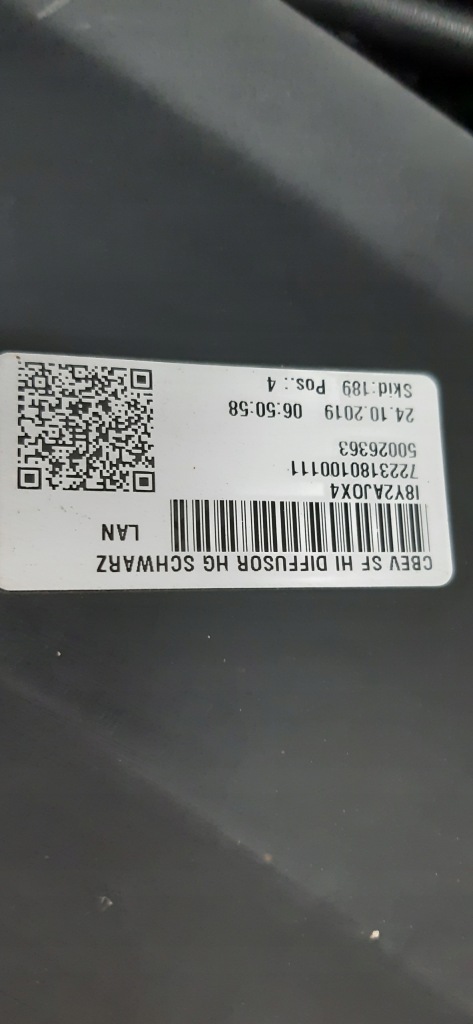 CBEV SF HI DIFFUSOR HG SCHWARZ
LAN
I8Y2AJ0X4
7223180100111
50026363
24.10.2019 06:50:58
Skid:189 Pos.:4